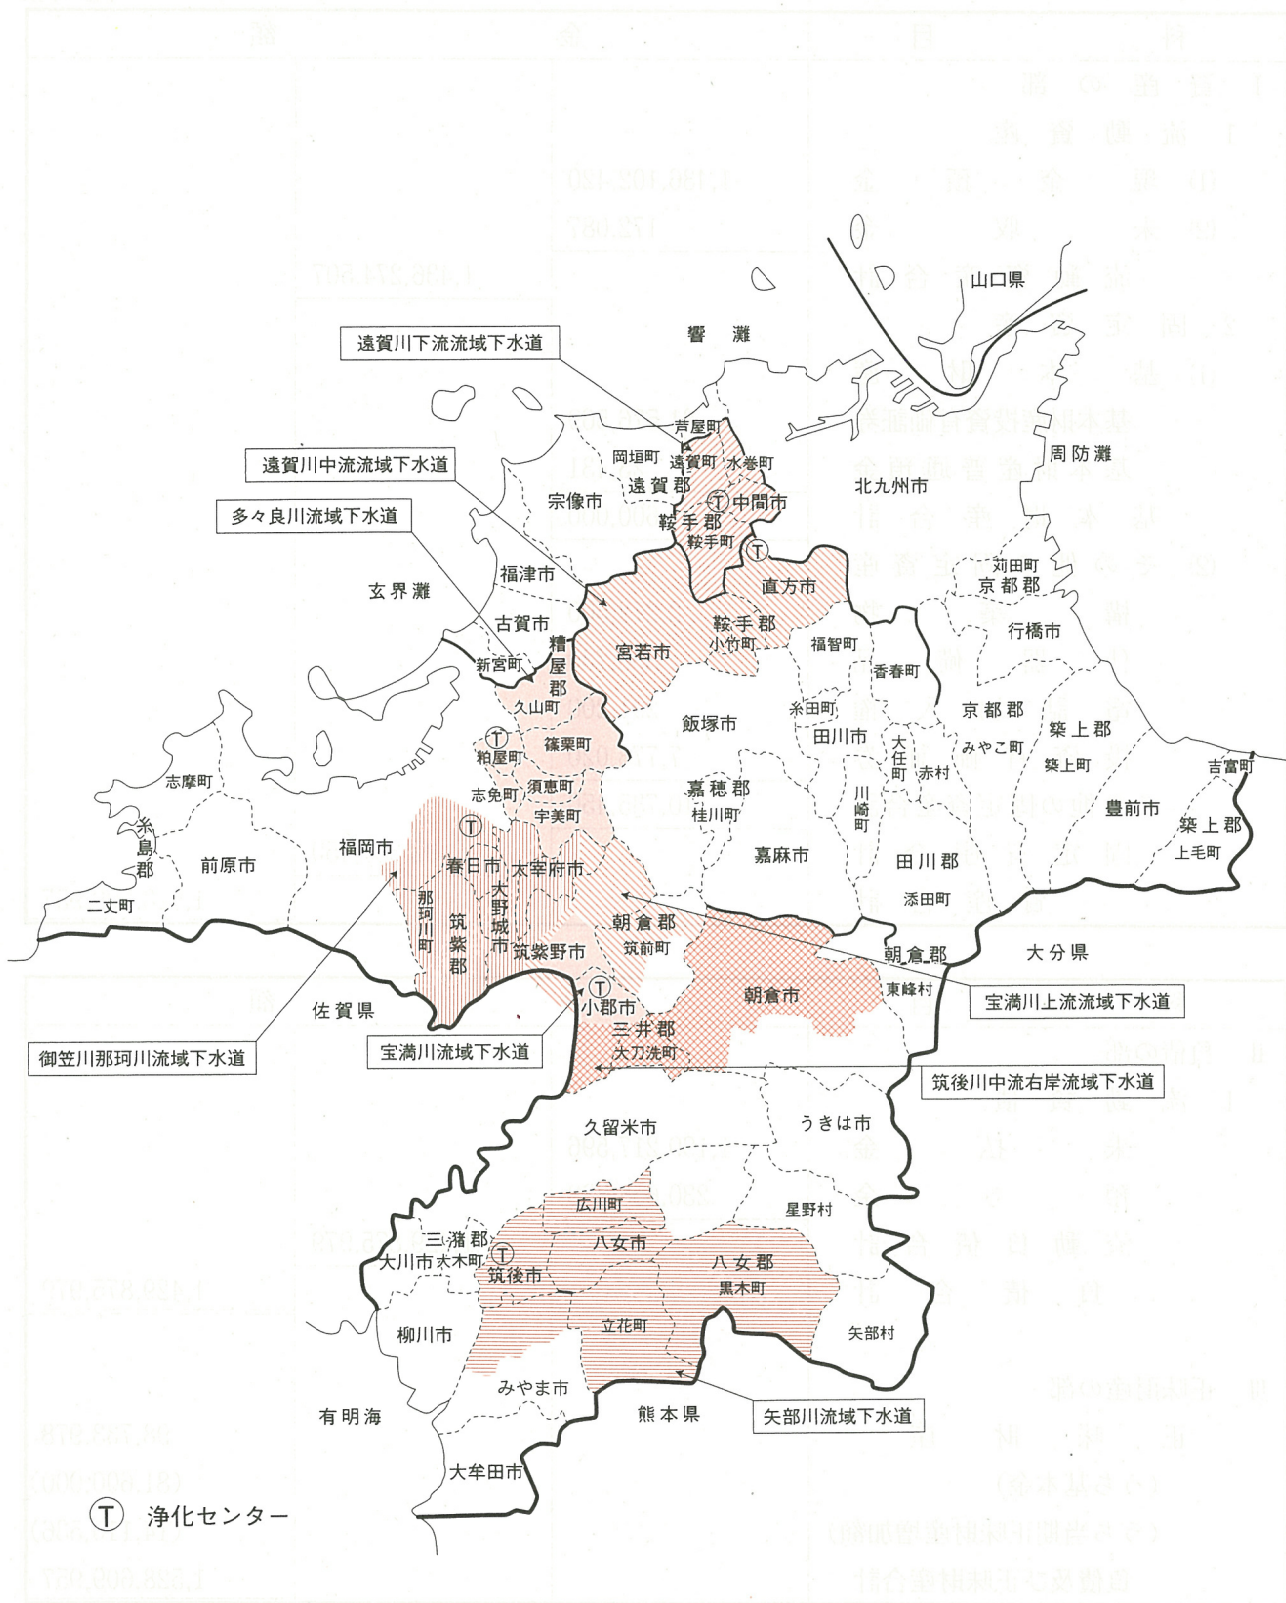 山口県
響灘
遠賀川下流流域下水道
芦屋町
遠賀川中流流域下水道
岡垣町
遠賀町
水巻町
周防灘
遠賀郡
北九州市
宗像市
中間市
多々良川流域下水道
鞍手郡
鞍手町
苅田町
福津市
京都郡
直方市
玄界灘
古賀市
鞍手郡
行橋市
小竹町
福智町
糟屋郡
宮若市
新宮町
香春町
久山町
糸田町
京都郡
飯塚市
田川市
築上郡
篠栗町
大任町
みやこ町
粕屋町
築上町
吉富町
赤村
志摩町
須恵町
嘉穂郡
志免町
川崎町
桂川町
宇美町
豊前市
糸島郡
築上郡
福岡市
上毛町
嘉麻市
前原市
春日市
太宰府市
田川郡
大野城市
添田町
二丈町
那珂川町
筑紫郡
朝倉郡
筑前町
筑紫野市
朝倉郡
大分県
東峰村
朝倉市
佐賀県
小郡市
宝満川上流流域下水道
三井郡
御笠川那珂川流域下水道
宝満川流域下水道
大刀洗町
筑後川中流右岸流域下水道
久留米市
うきは市
広川町
星野村
三潴郡
八女市
大川市
大木町
八女郡
筑後市
黒木町
柳川市
立花町
矢部村
みやま市
有明海
熊本県
矢部川流域下水道
大牟田市
Ⓣ 浄化センター
Ⓣ
Ⓣ
Ⓣ
Ⓣ
Ⓣ
Ⓣ